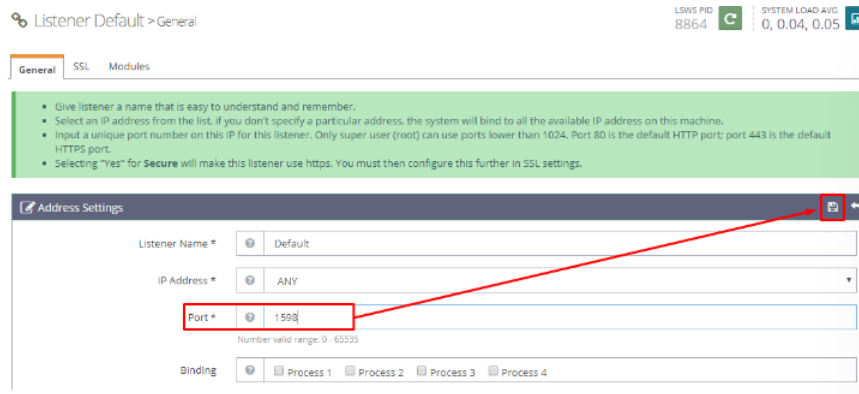 Listener Default > General
LSWS PID
8864
SYSTEM LOAD AVG
0, 0.04, 0.05
General SSL Modules
Give listener a name that is easy to understand and remember.
Select an IP address from the list, if you don't specify a particular address, the system will bind to all the available IP address on this machine.
Input a unique port number on this IP for this listener. Only super user (root) can use ports lower than 1024. Port 80 is the default HTTP port; port 443 is the default
HTTPS port.
Selecting "Yes" for Secure will make this listener use https. You must then configure this further in SSL settings.
Address Settings
Listener Name * Default
IP Address * ANY
Port * 1598
Number valid range: 0 - 65535
Binding Process 1 Process 2 Process 3 Process 4